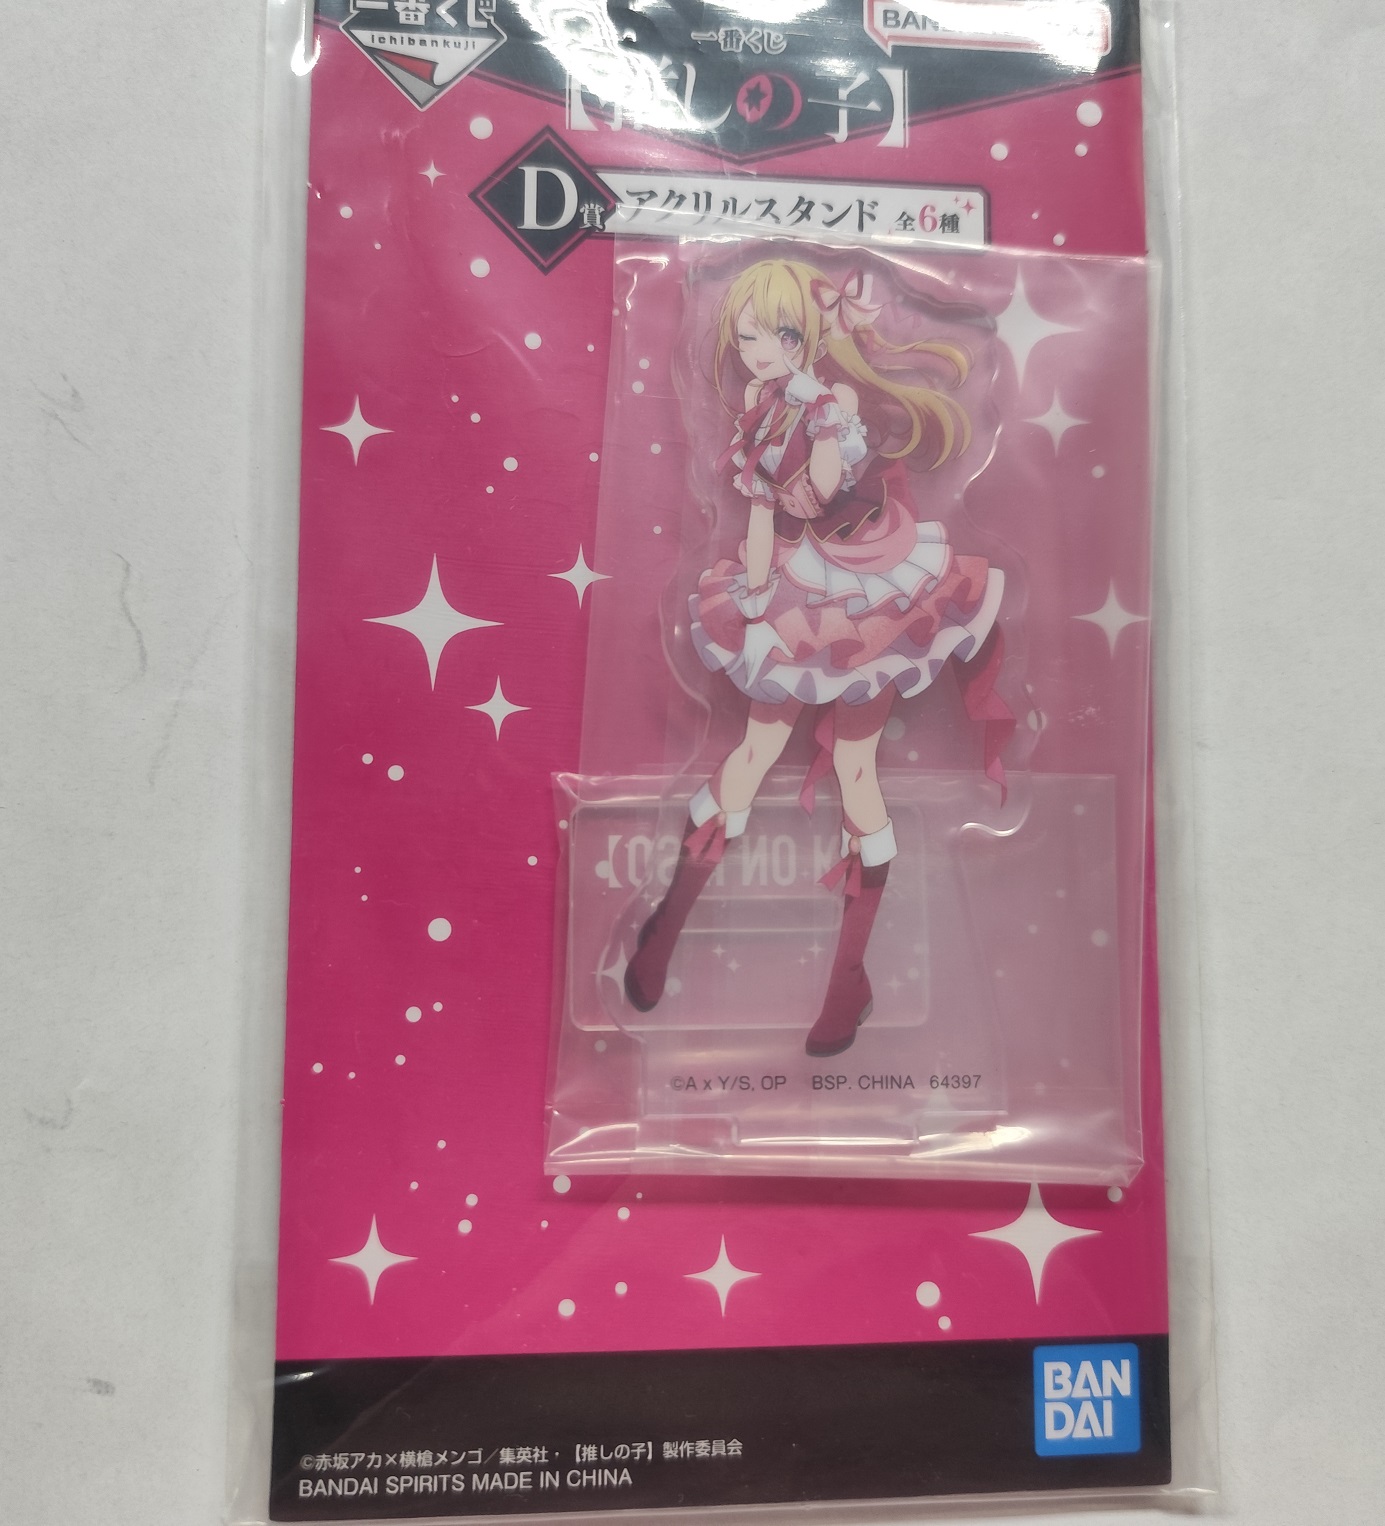 一番くじ
ichibankuji
一番くじ
【推しの子】
D賞 アクリルスタンド 全6種
©A x Y/S, OP BSP. CHINA 64397
BAN
DAI
©赤坂アカ×横槍メンゴ／集英社・【推しの子】製作委員会
BANDAI SPIRITS MADE IN CHINA